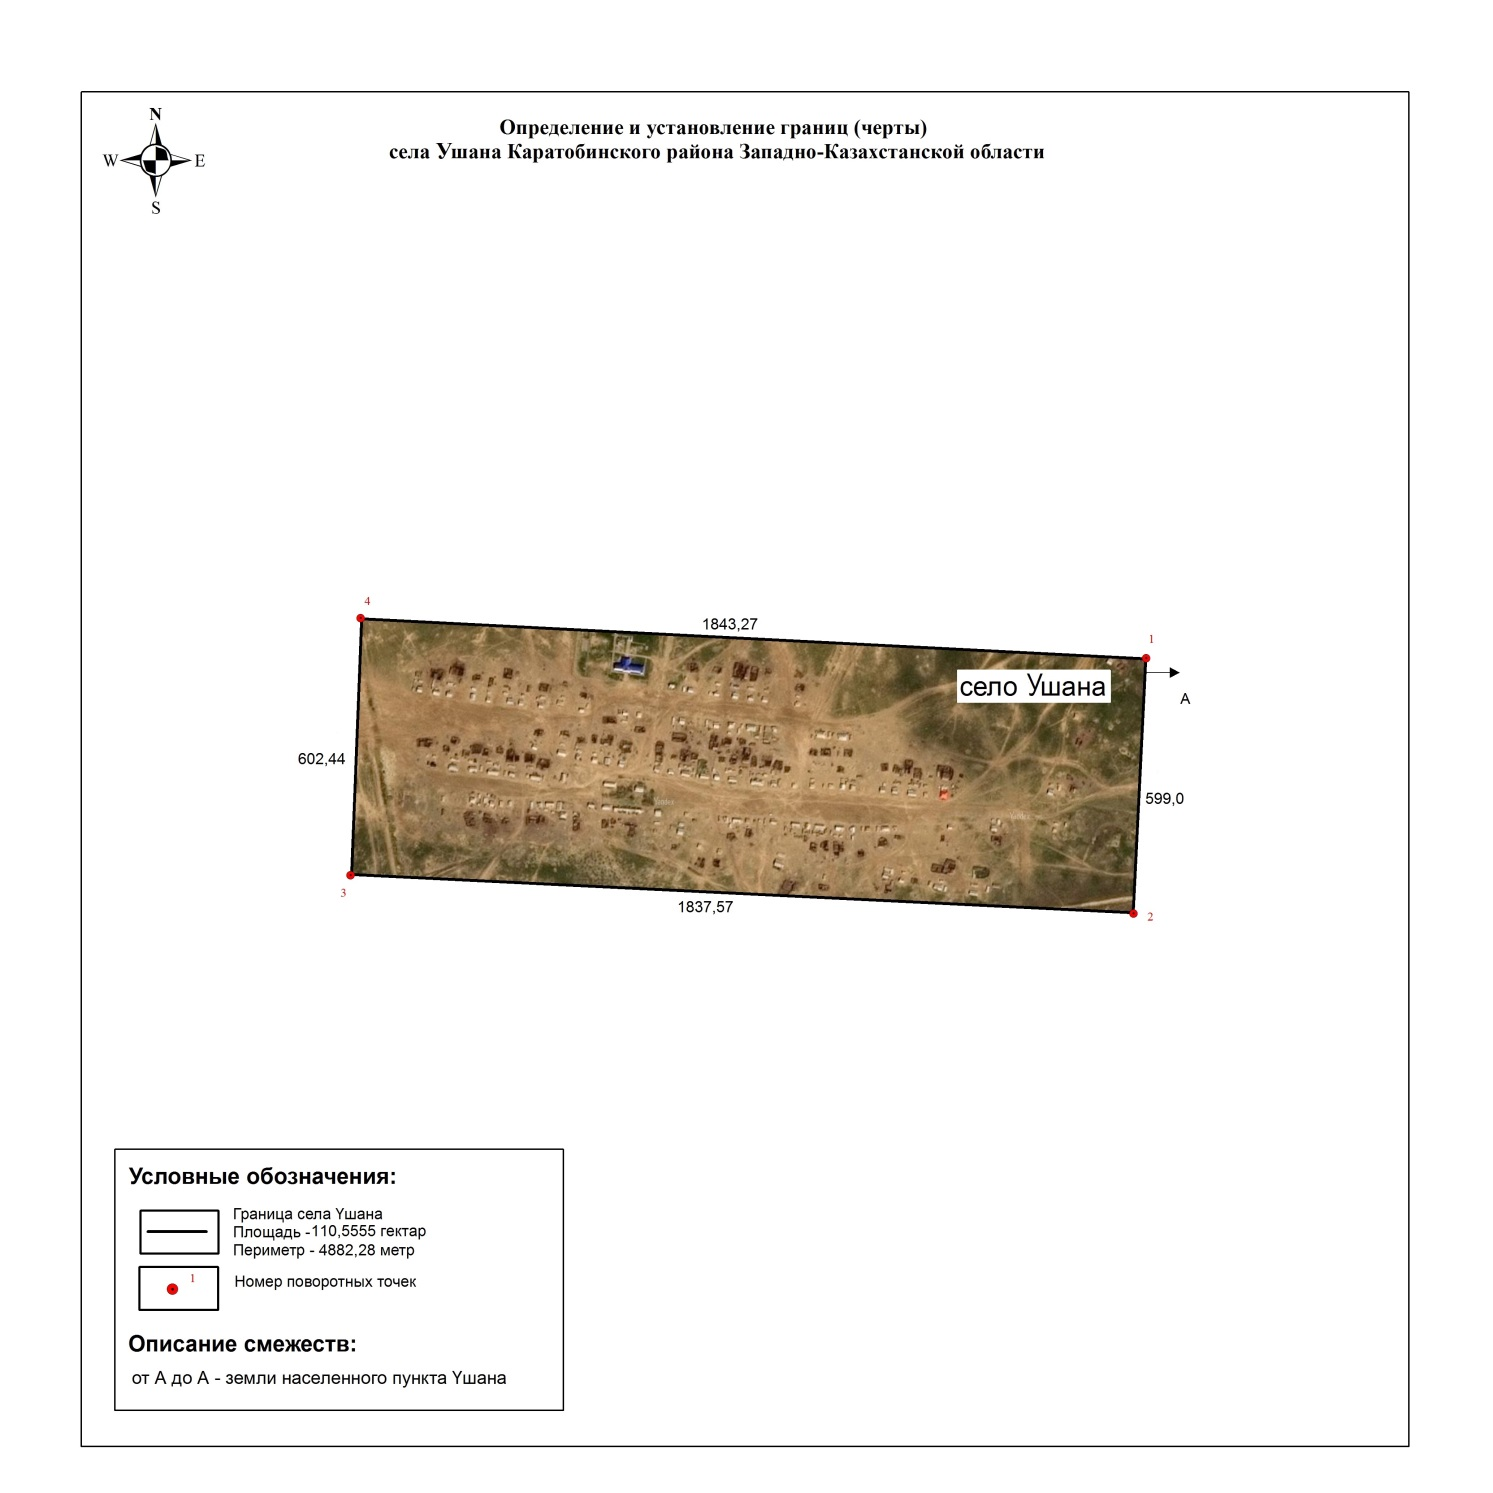 N
W E
S
Определение и установление границ (черты)
села Ушана Каратобинского района Западно-Казахстанской области
4
1843,27
1
село Ушана
А
602,44
599,0
3
1837,57
2
Условные обозначения:
Граница села Үшана
Площадь -110,5555 гектар
Периметр - 4882,28 метр
1
Номер поворотных точек
Описание смежеств:
от А до А - земли населенного пункта Үшана